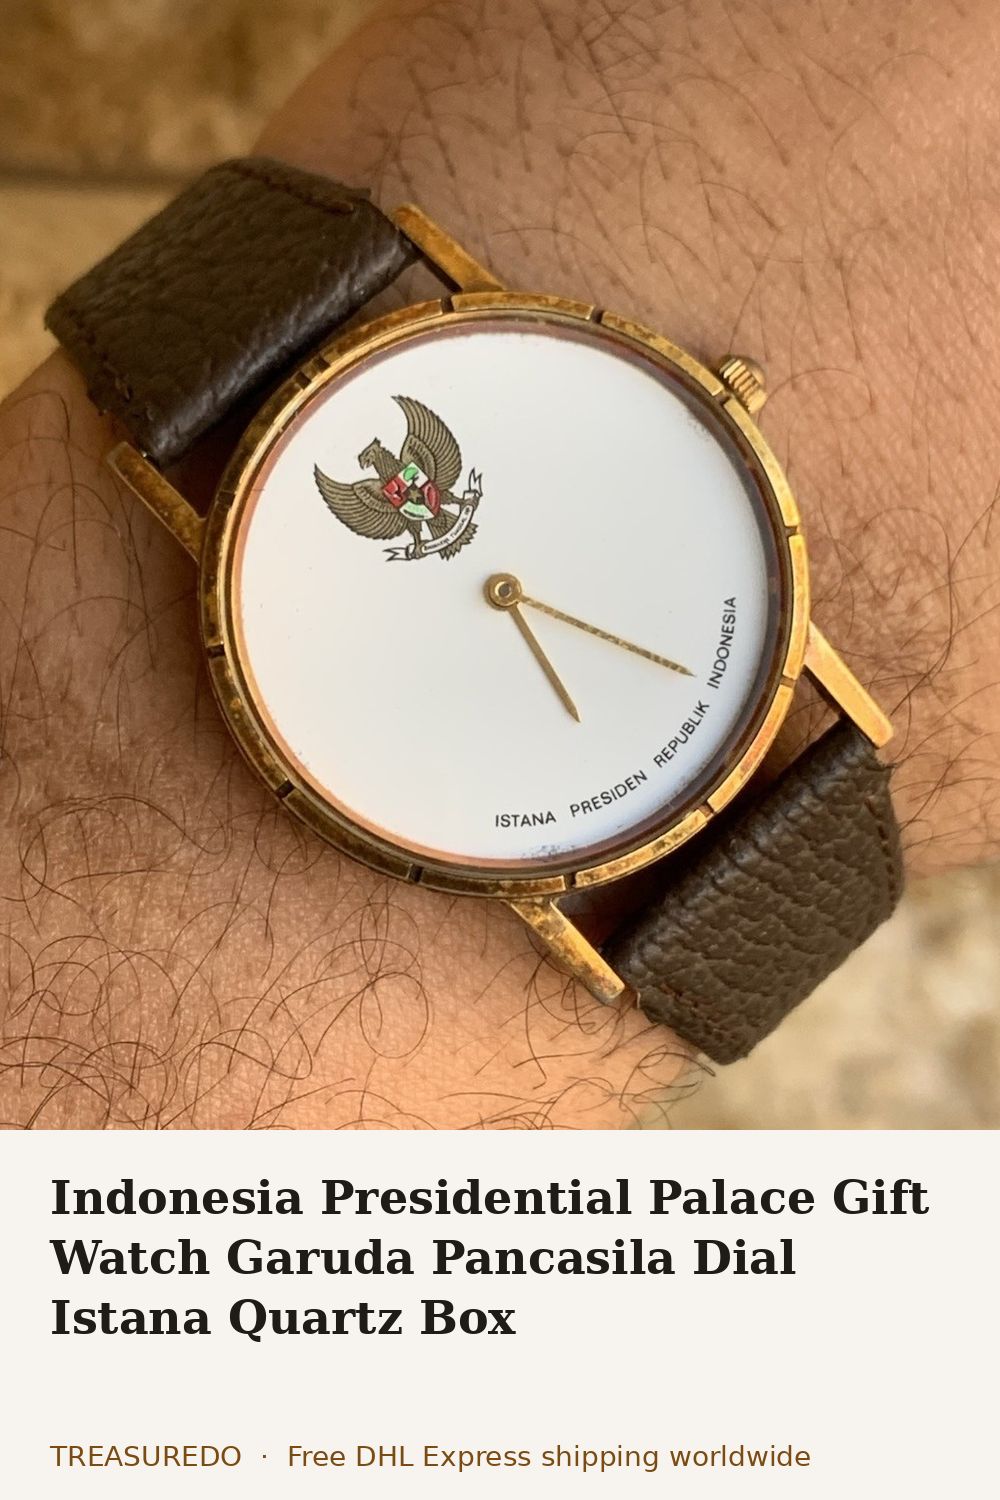 ISTANA PRESIDEN REPUBLIK INDONESIA
Indonesia Presidential Palace Gift
Watch Garuda Pancasila Dial
Istana Quartz Box
TREASUREDO · Free DHL Express shipping worldwide